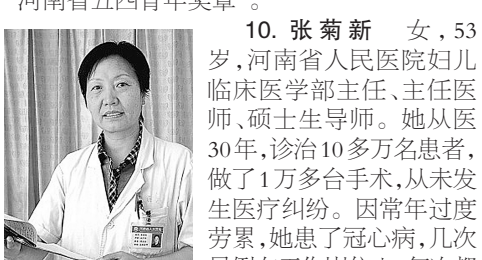 河南省五四青年奖章”。
10. 张菊新 女，53
岁，河南省人民医院妇儿
临床医学部主任、主任医
师、硕士生导师。她从医
30年，诊治10多万名患者，
做了1万多台手术，从未发
生医疗纠纷。因常年过度
劳累，她患了冠心病，几次